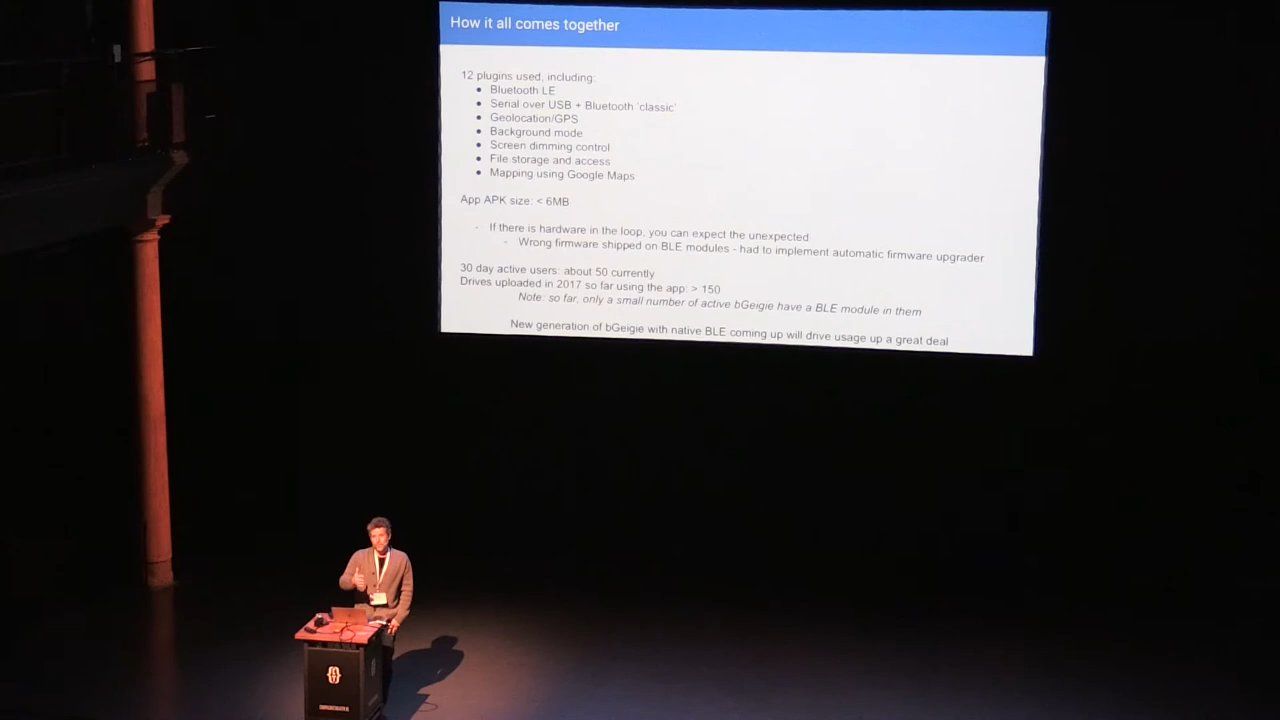 How it all comes together
12 plugins used, including:
• Bluetooth LE
• Serial over USB + Bluetooth 'classic'
• Geolocation/GPS
• Background mode
• Screen dimming control
• File storage and access
• Mapping using Google Maps
App APK size: < 6MB
- If there is hardware in the loop, you can expect the unexpected
- Wrong firmware shipped on BLE modules - had to implement automatic firmware upgrader
30 day active users: about 50 currently
Drives uploaded in 2017 so far using the app: > 150
Note: so far, only a small number of active bGeigie have a BLE module in them
New generation of bGeigie with native BLE coming up will drive usage up a great deal